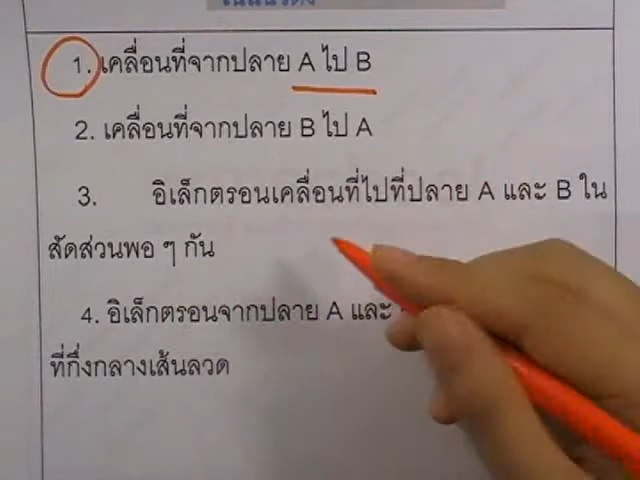 1. เคลื่อนที่จากปลาย A ไป B
2. เคลื่อนที่จากปลาย B ไป A
3. อิเล็กตรอนเคลื่อนที่ไปที่ปลาย A และ B ใน
สัดส่วนพอ ๆ กัน
4. อิเล็กตรอนจากปลาย A และ
ที่กึ่งกลางเส้นลวด